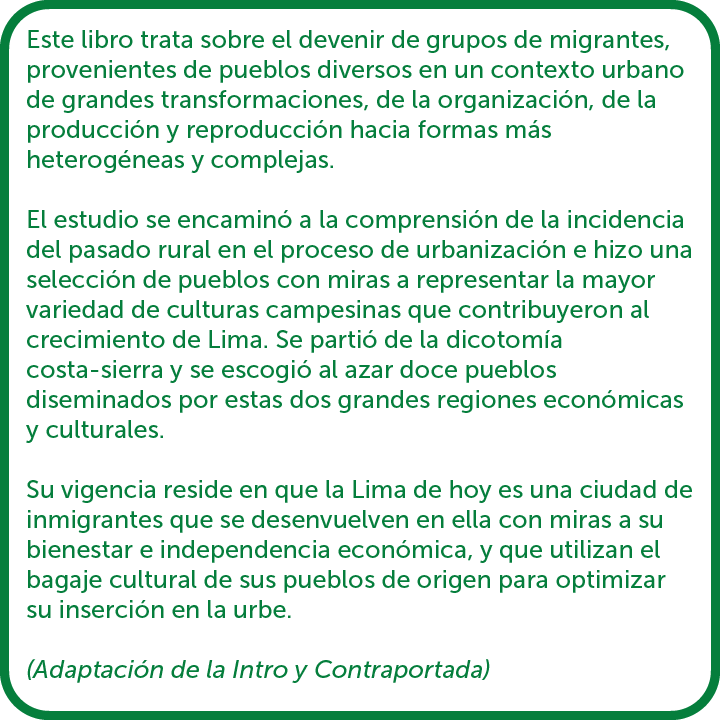 Este libro trata sobre el devenir de grupos de migrantes,
provenientes de pueblos diversos en un contexto urbano
de grandes transformaciones, de la organización, de la
producción y reproducción hacia formas más
heterogéneas y complejas.
El estudio se encaminó a la comprensión de la incidencia
del pasado rural en el proceso de urbanización e hizo una
selección de pueblos con miras a representar la mayor
variedad de culturas campesinas que contribuyeron al
crecimiento de Lima. Se partió de la dicotomía
costa-sierra y se escogió al azar doce pueblos
diseminados por estas dos grandes regiones económicas
y culturales.
Su vigencia reside en que la Lima de hoy es una ciudad de
inmigrantes que se desenvuelven en ella con miras a su
bienestar e independencia económica, y que utilizan el
bagaje cultural de sus pueblos de origen para optimizar
su inserción en la urbe.
(Adaptación de la Intro y Contraportada)